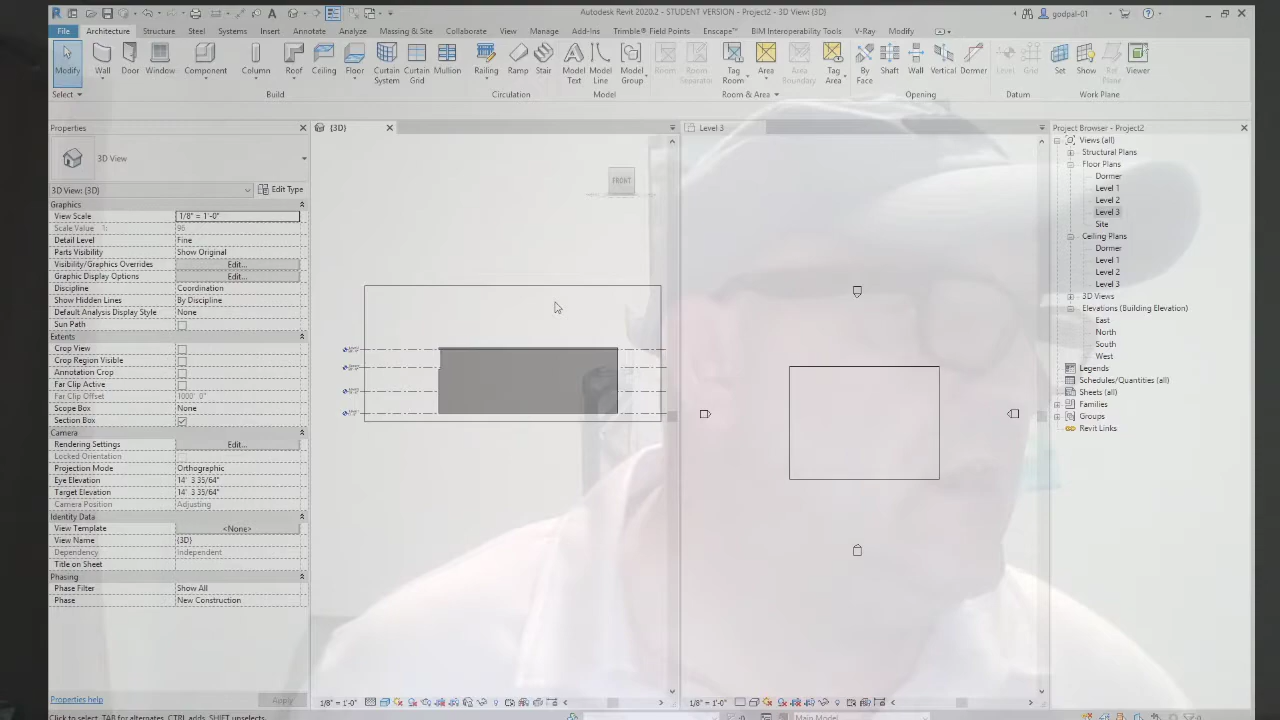 Autodesk Revit 2020.2 - STUDENT VERSION - Project2 - 3D View: {3D}
godpal-01
File Architecture Structure Steel Systems Insert Annotate Analyze Massing & Site Collaborate View Manage Add-Ins Trimble® Field Points Enscape™ BIM Interoperability Tools V-Ray Modify
Modify Wall Door Window Component Column Roof Ceiling Floor Curtain System Curtain Grid Mullion Railing Ramp Stair Model Text Model Line Model Group Room Room Separator Tag Room Area Area Boundary Tag Area By Face Shaft Wall Vertical Dormer Level Grid Set Show Ref Plane Viewer
Select Build Circulation Model Room & Area Opening Datum Work Plane
Properties
{3D}
Level 3
Project Browser - Project2
3D View
3D View: {3D}
Edit Type
Graphics
View Scale 1/8" = 1'-0"
Scale Value 1: 96
Detail Level Fine
Parts Visibility Show Original
Visibility/Graphics Overrides Edit...
Graphic Display Options Edit...
Discipline Coordination
Show Hidden Lines By Discipline
Default Analysis Display Style None
Sun Path
Extents
Crop View
Crop Region Visible
Annotation Crop
Far Clip Active
Far Clip Offset 1000' 0"
Scope Box None
Section Box
Camera
Rendering Settings Edit...
Locked Orientation
Projection Mode Orthographic
Eye Elevation 14' 3 35/64"
Target Elevation 14' 3 35/64"
Camera Position Adjusting
Identity Data
View Template <None>
View Name {3D}
Dependency Independent
Title on Sheet
Phasing
Phase Filter Show All
Phase New Construction
Properties help
Apply
FRONT
Views (all)
Structural Plans
Floor Plans
Dormer
Level 1
Level 2
Level 3
Site
Ceiling Plans
Dormer
Level 1
Level 2
Level 3
3D Views
Elevations (Building Elevation)
East
North
South
West
Legends
Schedules/Quantities (all)
Sheets (all)
Families
Groups
Revit Links
1/8" = 1'-0"
1/8" = 1'-0"
Click to select, TAB for alternates, CTRL adds, SHIFT unselects.
Main Model